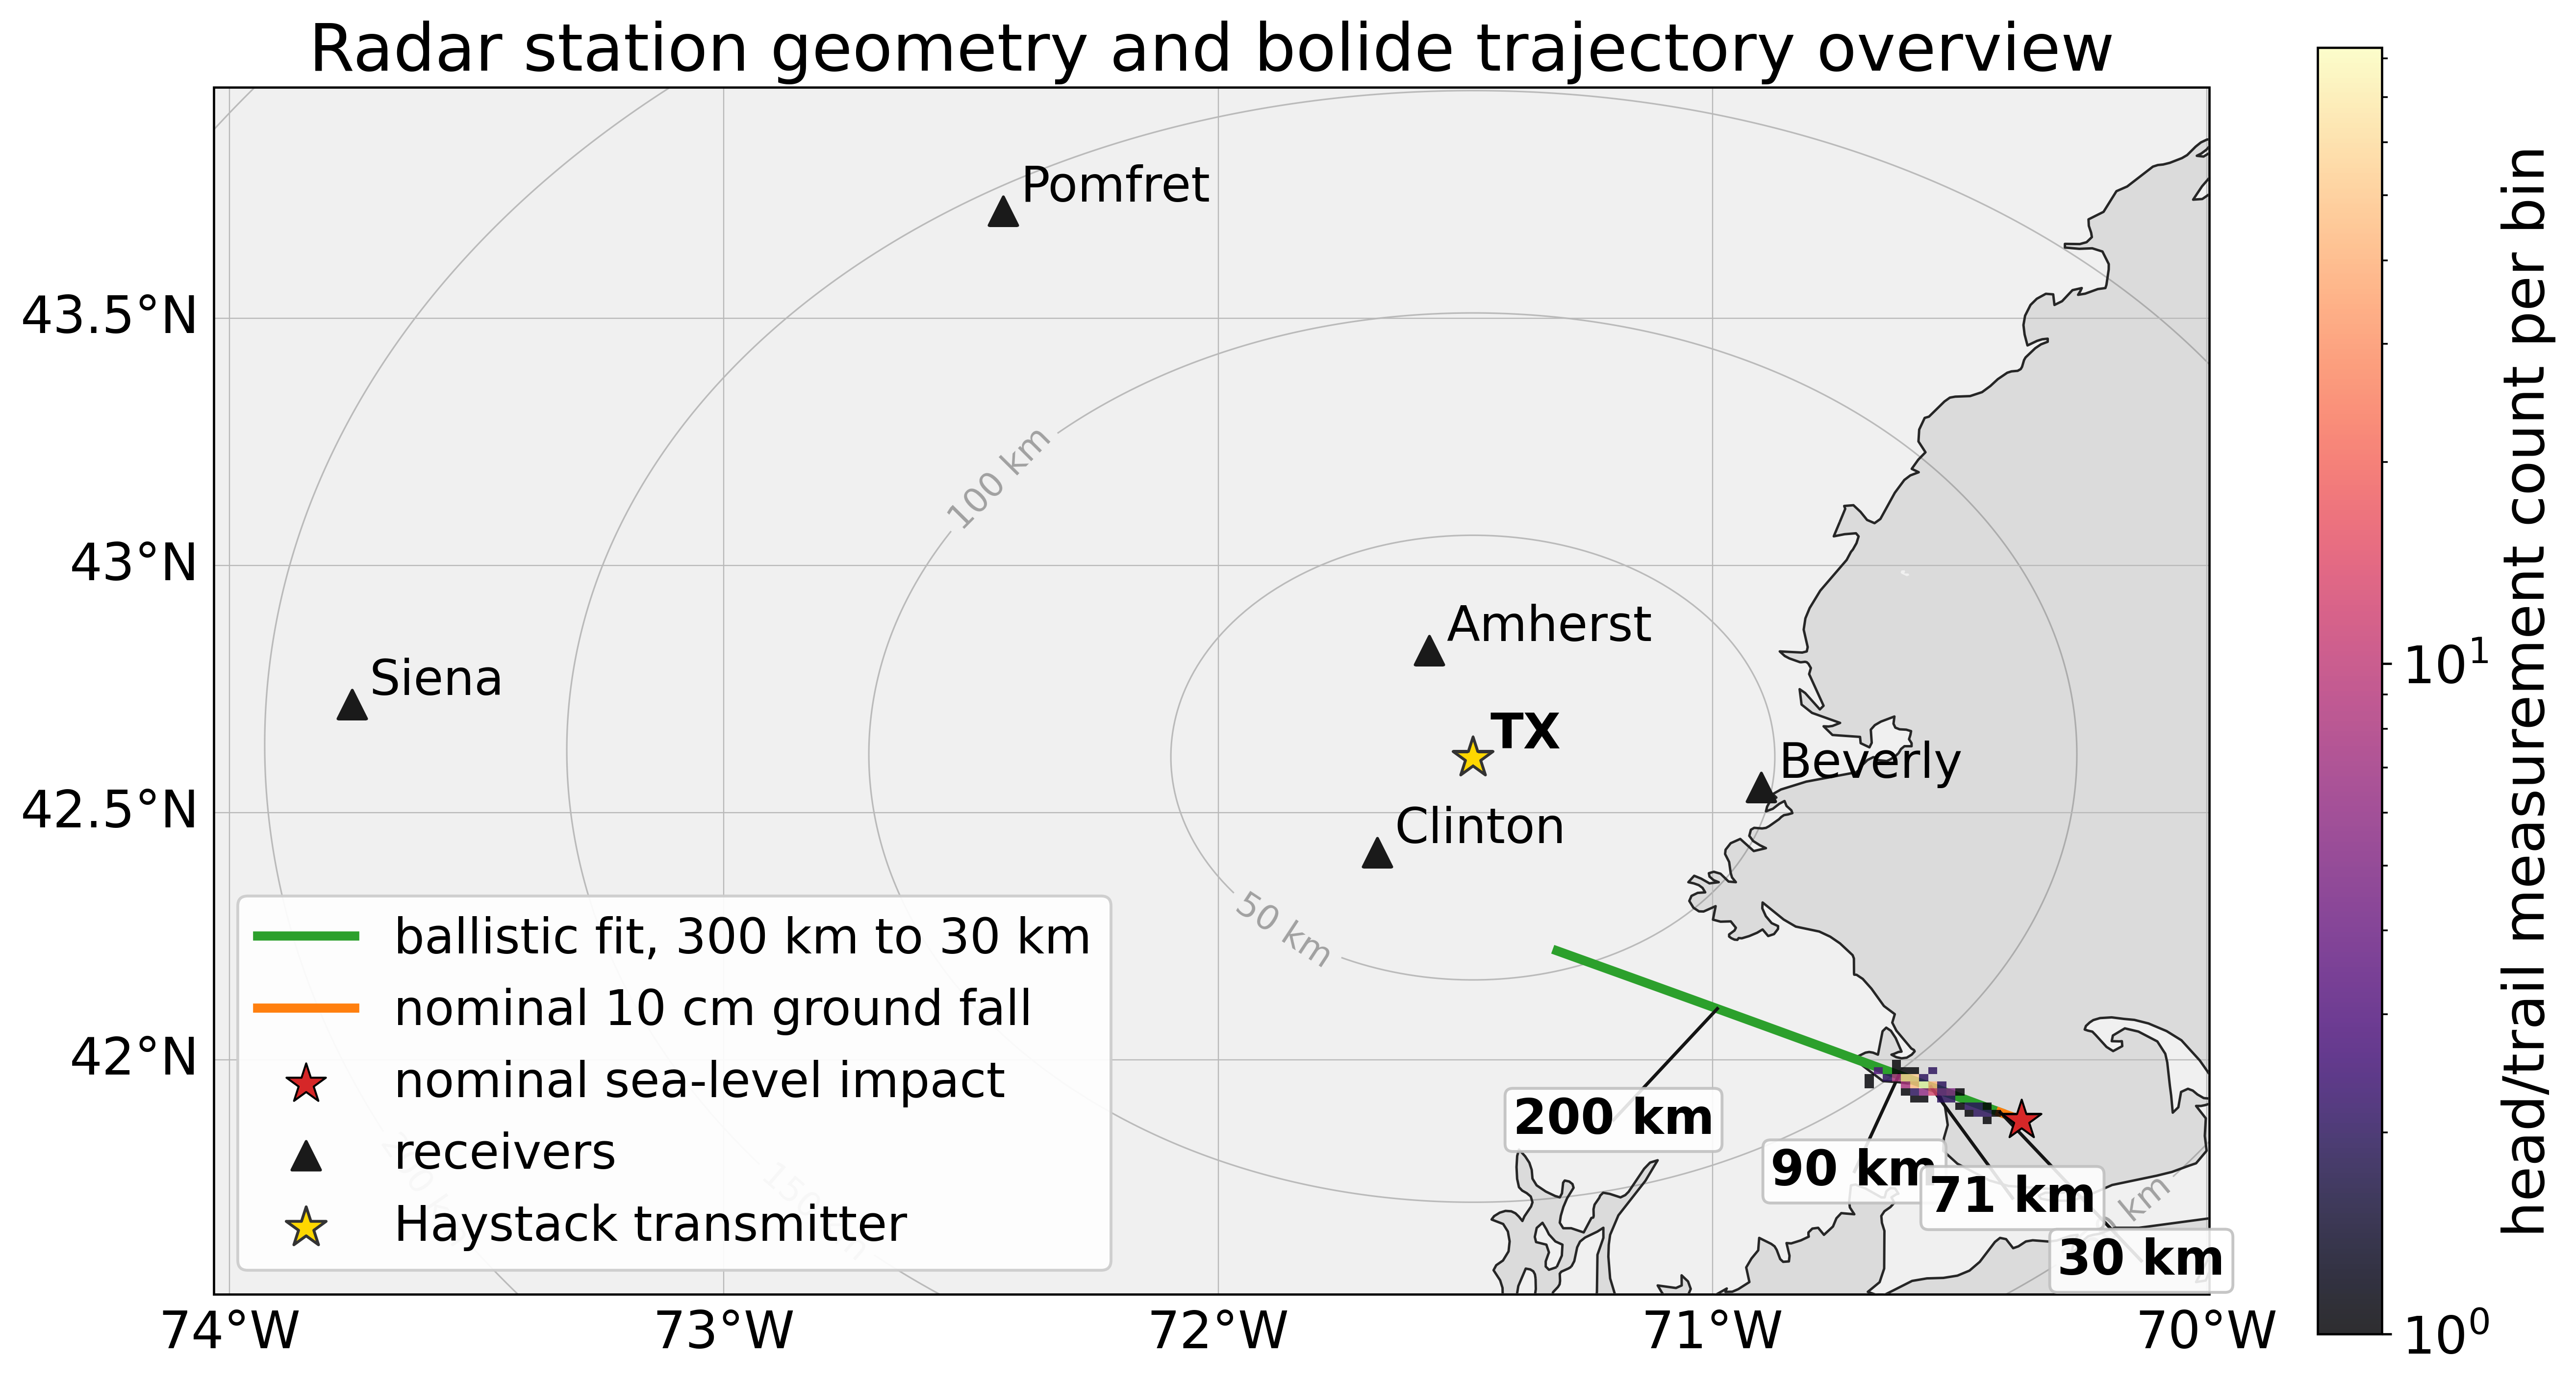 Radar station geometry and bolide trajectory overview
Pomfret
43.5°N
100 km
43°N
Amherst
Siena
TX
Beverly
42.5°N
Clinton
50 km
ballistic fit, 300 km to 30 km
nominal 10 cm ground fall
nominal sea-level impact
receivers
Haystack transmitter
42°N
200 km
90 km
71 km
km
30 km
74°W
73°W
72°W
71°W
70°W
10¹
10⁰
head/trail measurement count per bin